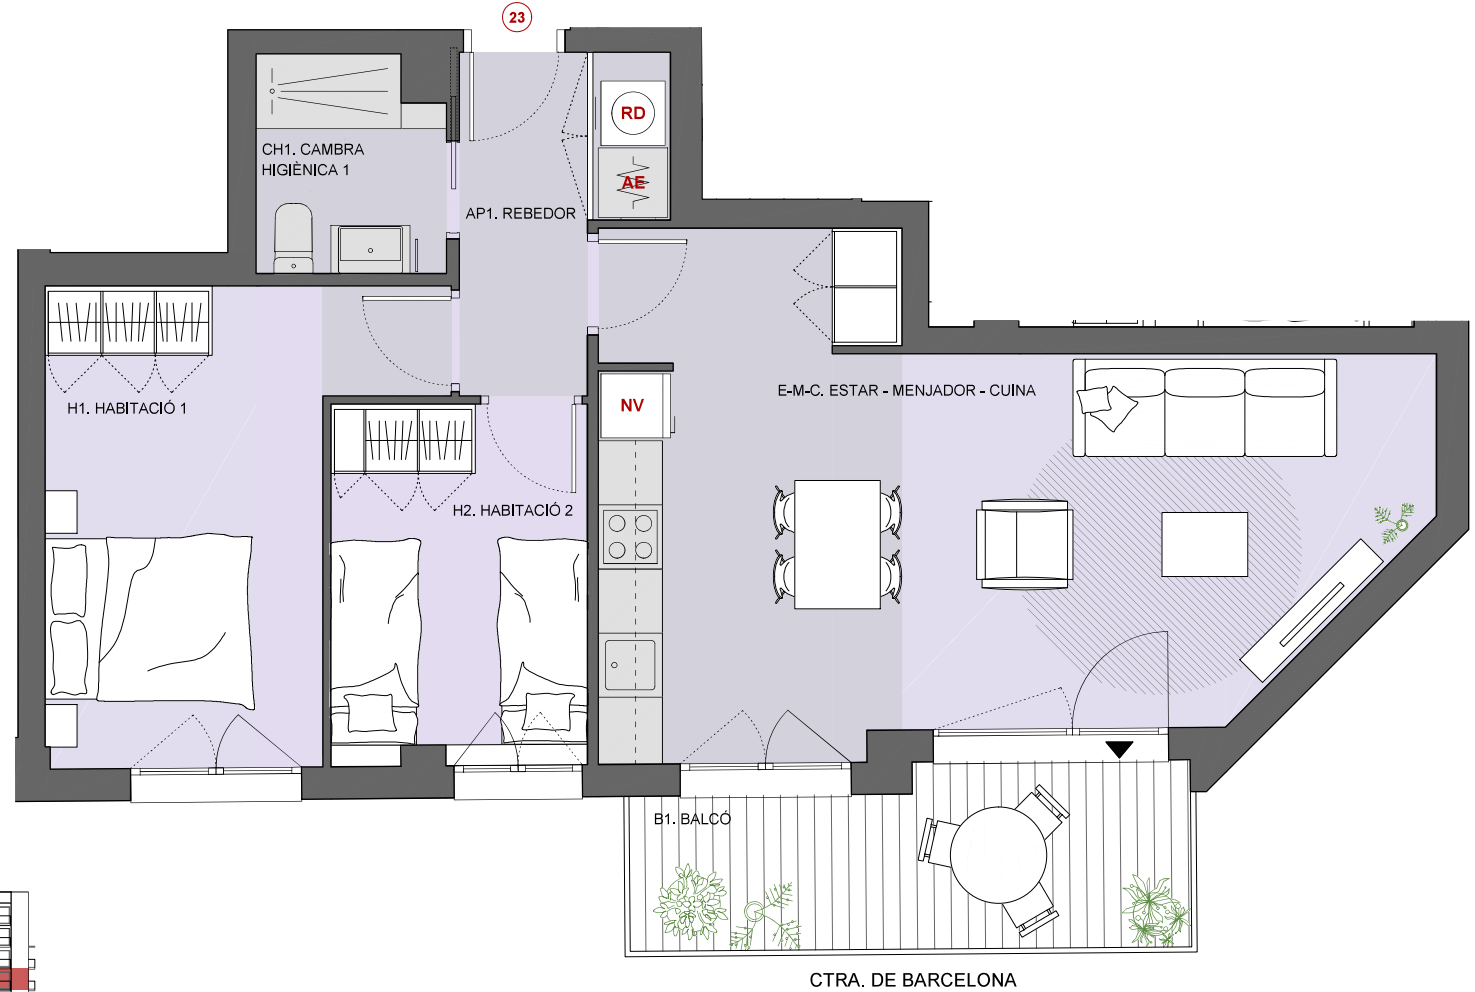 23
RD
CH1. CAMBRA
HIGIÈNICA 1
AE
AP1. REBEDOR
E-M-C. ESTAR - MENJADOR - CUINA
H1. HABITACIÓ 1
NV
H2. HABITACIÓ 2
B1. BALCÓ
CTRA. DE BARCELONA